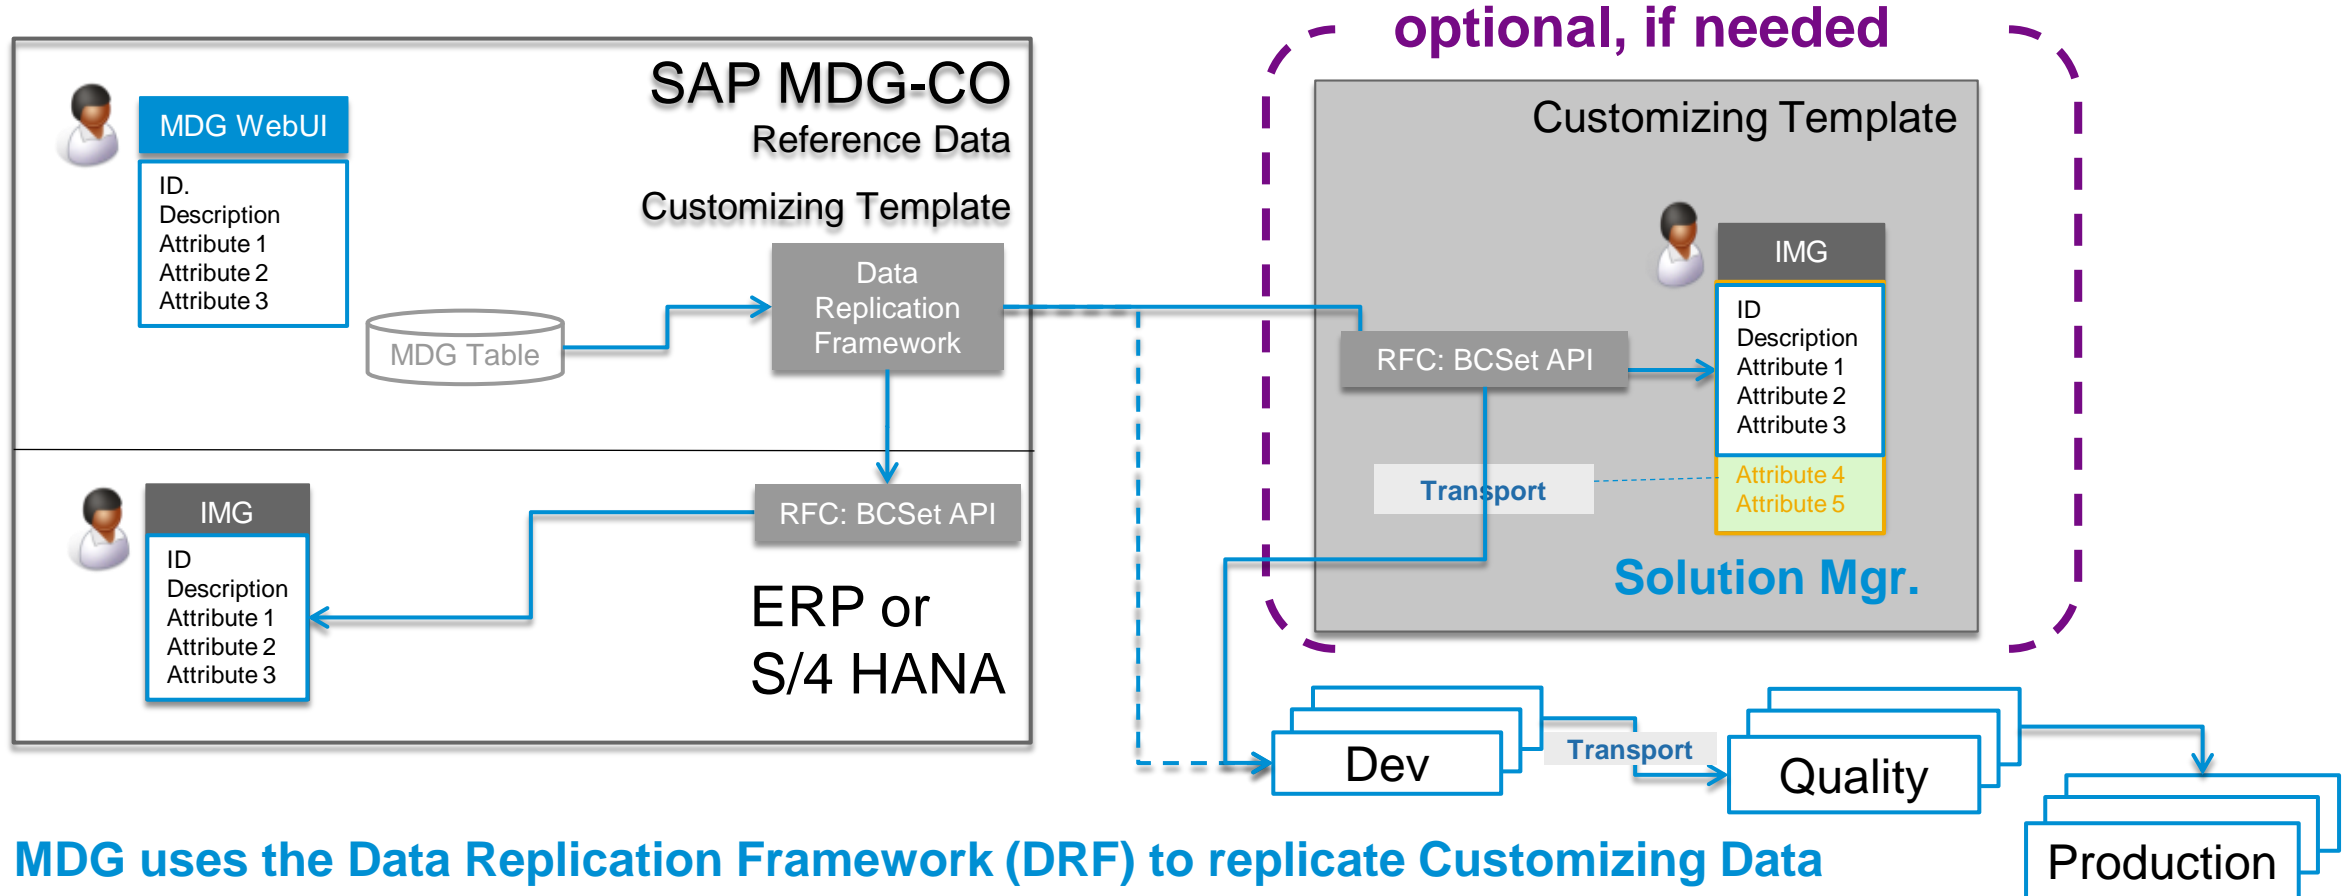 optional, if needed
SAP MDG-CO
Reference Data
Customizing Template
MDG WebUI
ID.
Description
Attribute 1
Attribute 2
Attribute 3
MDG Table
Data
Replication
Framework
Customizing Template
IMG
ID
Description
Attribute 1
Attribute 2
Attribute 3
Attribute 4
Attribute 5
RFC: BCSet API
Transport
Solution Mgr.
IMG
ID
Description
Attribute 1
Attribute 2
Attribute 3
RFC: BCSet API
ERP or
S/4 HANA
Dev
Transport
Quality
Production
MDG uses the Data Replication Framework (DRF) to replicate Customizing Data